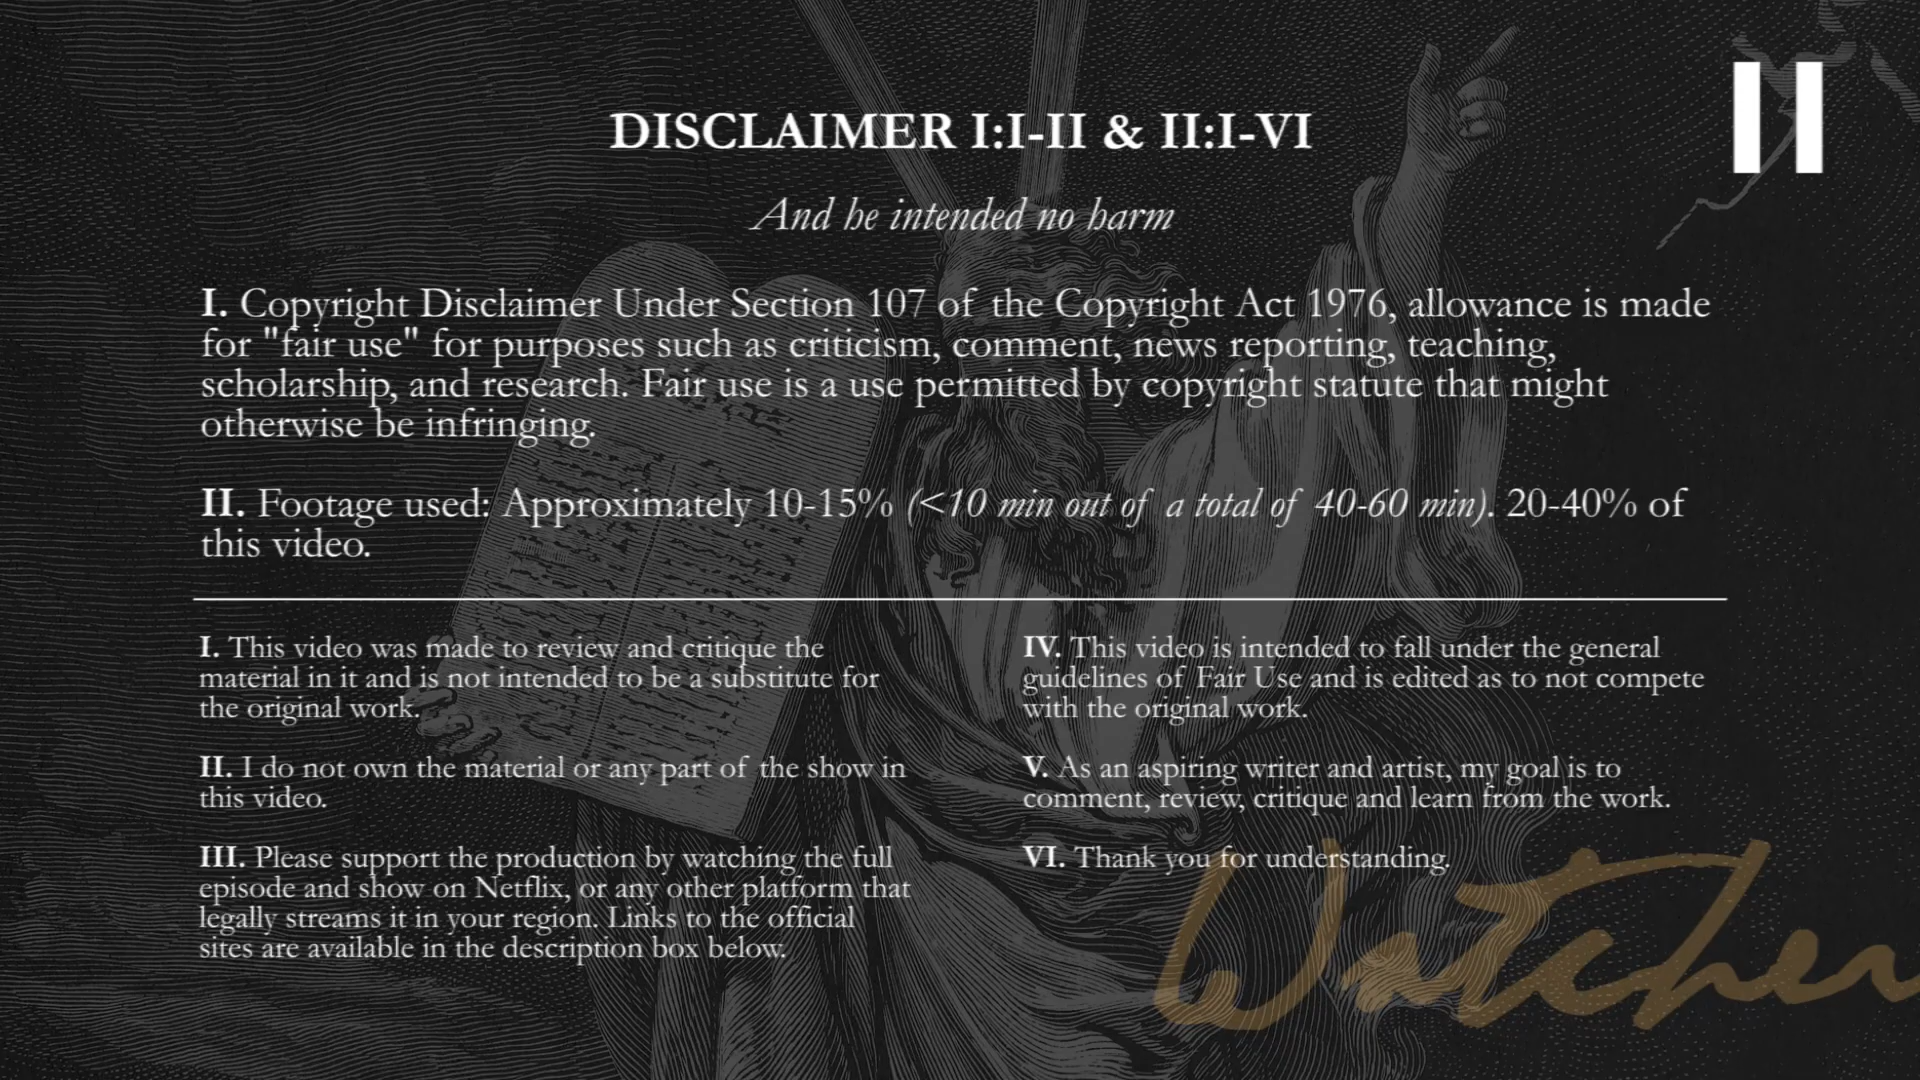 DISCLAIMER I:I-II & II:I-VI
And he intended no harm
I. Copyright Disclaimer Under Section 107 of the Copyright Act 1976, allowance is made
for "fair use" for purposes such as criticism, comment, news reporting, teaching,
scholarship, and research. Fair use is a use permitted by copyright statute that might
otherwise be infringing.
II. Footage used: Approximately 10-15% (<10 min out of a total of 40-60 min). 20-40% of
this video.
I. This video was made to review and critique the
material in it and is not intended to be a substitute for
the original work.
II. I do not own the material or any part of the show in
this video.
III. Please support the production by watching the full
episode and show on Netflix, or any other platform that
legally streams it in your region. Links to the official
sites are available in the description box below.
IV. This video is intended to fall under the general
guidelines of Fair Use and is edited as to not compete
with the original work.
V. As an aspiring writer and artist, my goal is to
comment, review, critique and learn from the work.
VI. Thank you for understanding.
Watcher